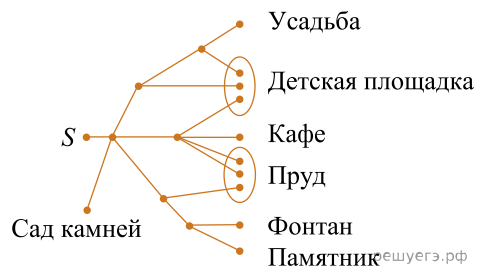 Усадьба
Детская площадка
S
Кафе
Пруд
Сад камней
Фонтан
Памятник
решуегэ.рф